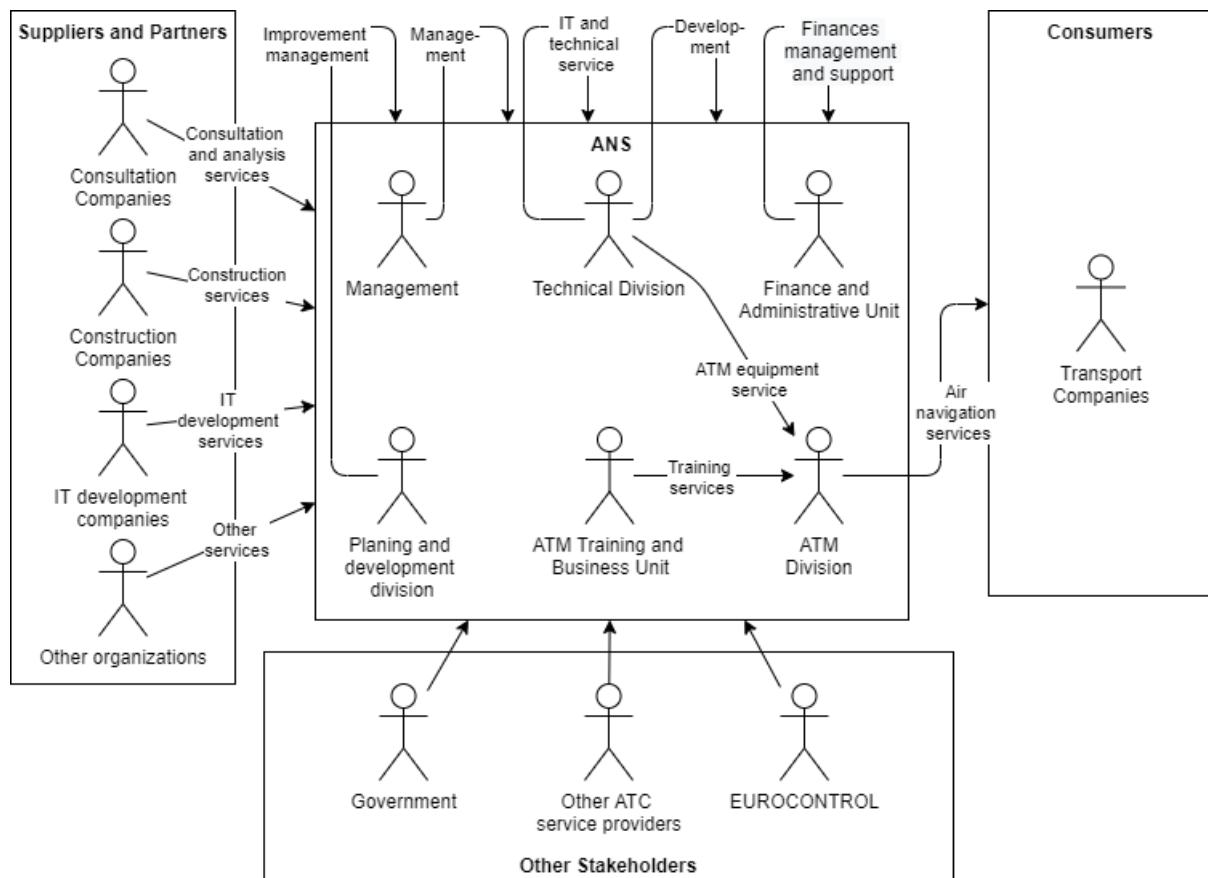 Suppliers and Partners
Consultation
Companies
Construction
Companies
IT development
companies
Other organizations
Consultation
and analysis
services
Construction
services
IT
development
services
Other
services
Improvement
management
Manage-
ment
IT and
technical
service
Develop-
ment
Finances
management
and support
ANS
Management
Technical Division
Finance and
Administrative Unit
ATM equipment
service
Training
services
Planing and
development
division
ATM Training and
Business Unit
ATM
Division
Air
navigation
services
Consumers
Transport
Companies
Government
Other ATC
service providers
EUROCONTROL
Other Stakeholders